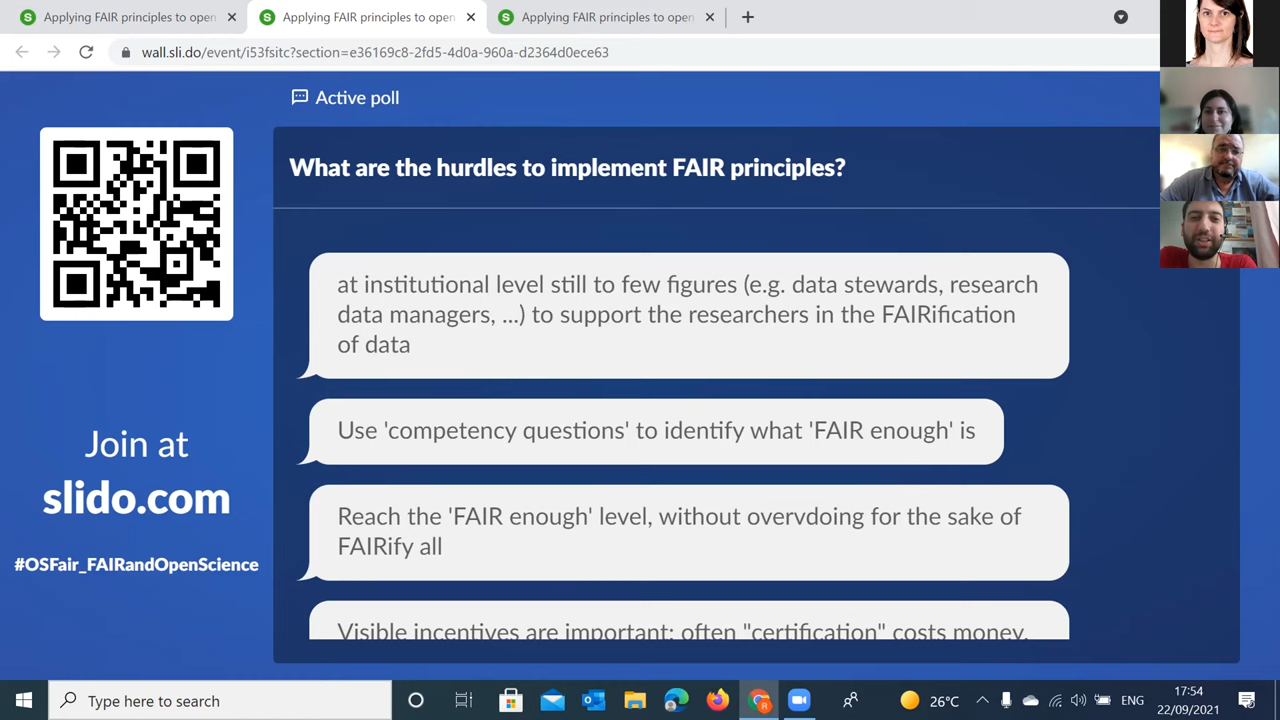 Applying FAIR principles to open
Applying FAIR principles to open
Applying FAIR principles to open
wall.sli.do/event/i53fsitc?section=e36169c8-2fd5-4d0a-960a-d2364d0ece63
Active poll
What are the hurdles to implement FAIR principles?
at institutional level still to few figures (e.g. data stewards, research
data managers, ...) to support the researchers in the FAIRification
of data
Use 'competency questions' to identify what 'FAIR enough' is
Reach the 'FAIR enough' level, without overvdoing for the sake of
FAIRify all
Visible incentives are important: often "certification" costs money.
Join at
slido.com
#OSFair_FAIRandOpenScience
Type here to search
26°C
ENG
17:54
22/09/2021